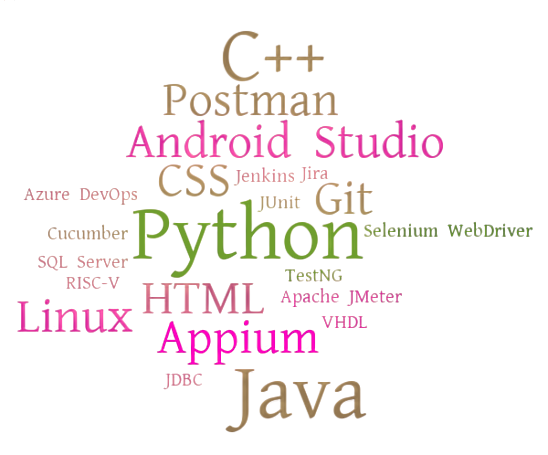 C++
Postman
Android Studio
CSS
Jenkins
Jira
Azure DevOps
JUnit
Git
Cucumber
Python
Selenium WebDriver
SQL Server
TestNG
RISC-V
HTML
Apache JMeter
Linux
Appium
VHDL
JDBC
Java